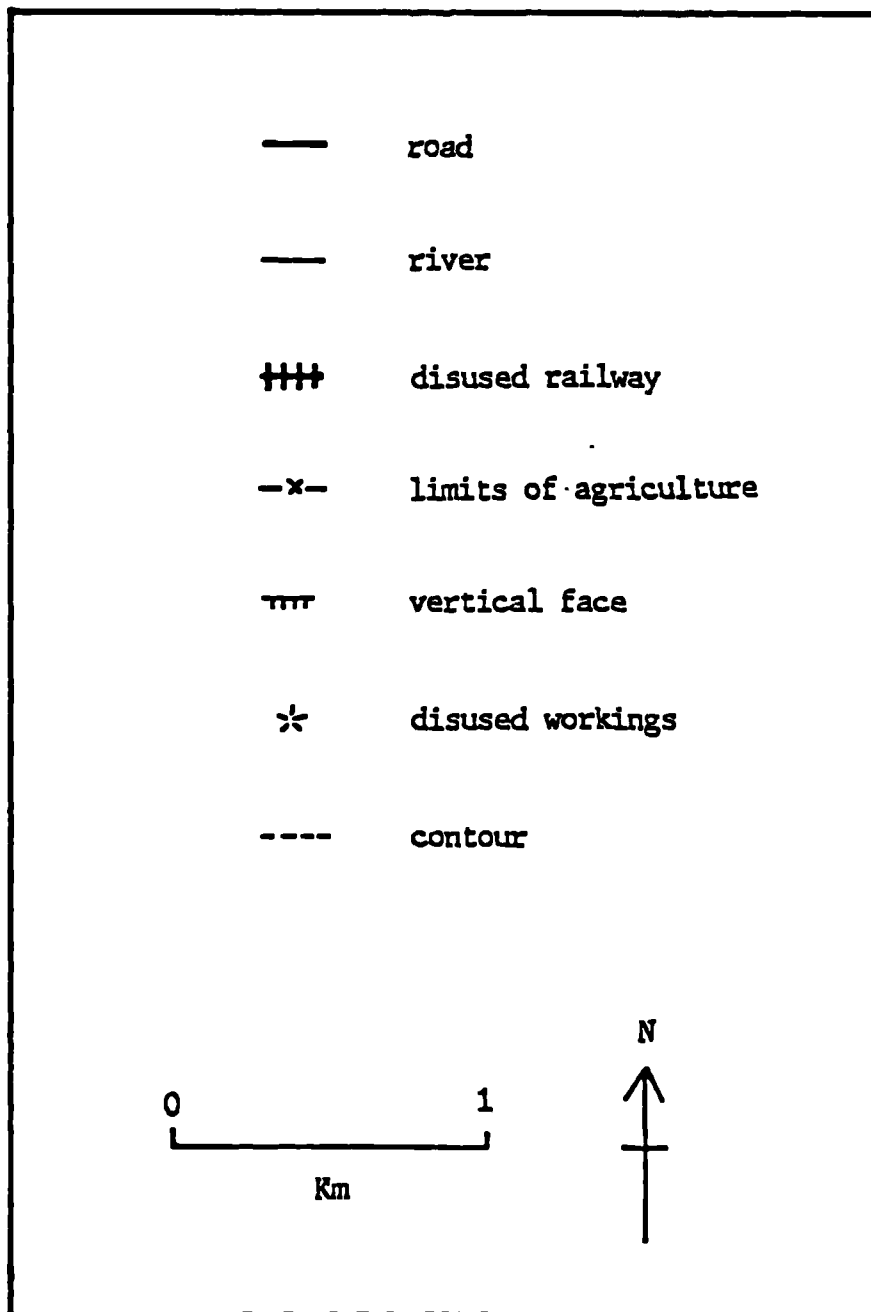 road
river
disused railway
limits of agriculture
vertical face
disused workings
contour
N
0 1
Km